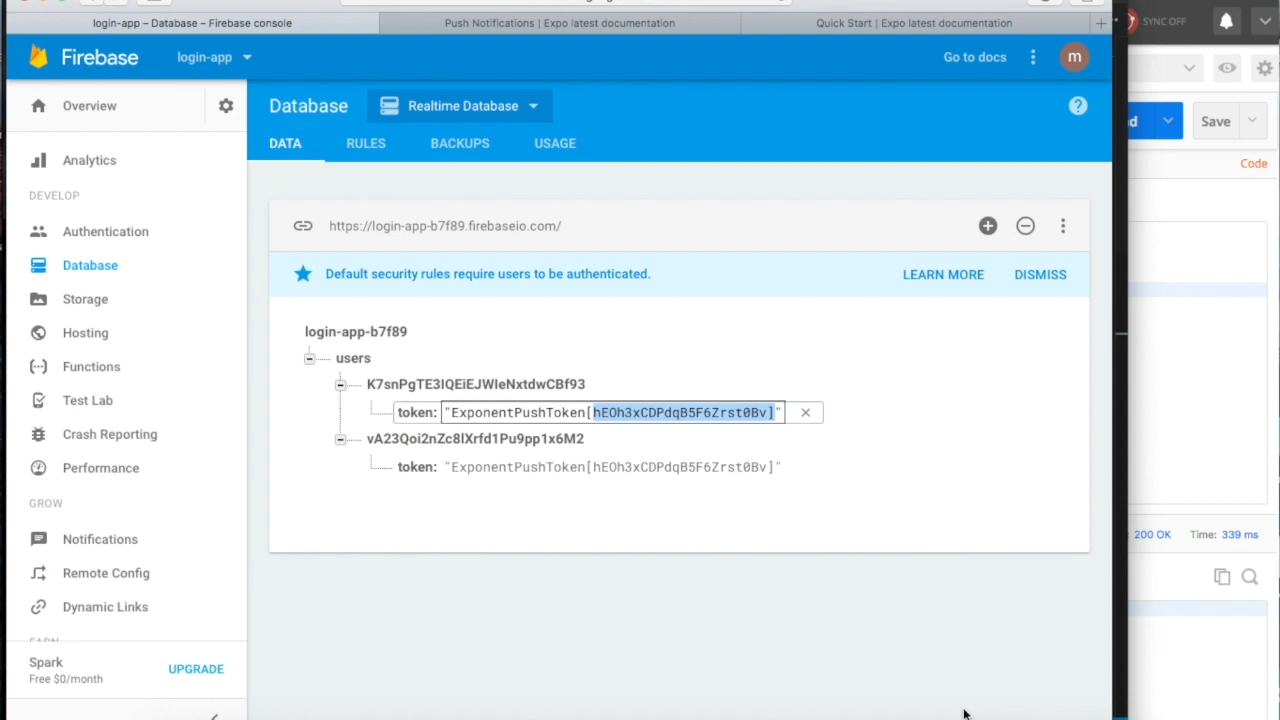 login-app – Database – Firebase console
Push Notifications | Expo latest documentation
Quick Start | Expo latest documentation
SYNC OFF
Firebase
login-app
Go to docs
m
Overview
Database
Realtime Database
DATA
RULES
BACKUPS
USAGE
Save
Code
Analytics
DEVELOP
Authentication
Database
Storage
Hosting
Functions
Test Lab
Crash Reporting
Performance
GROW
Notifications
Remote Config
Dynamic Links
Spark
Free $0/month
UPGRADE
https://login-app-b7f89.firebaseio.com/
Default security rules require users to be authenticated.
LEARN MORE
DISMISS
login-app-b7f89
users
K7snPgTE3IQEiEJWIeNxtdwCBf93
token: "ExponentPushToken[hEOh3xCDPdqB5F6Zrst0Bv]"
vA23Qoi2nZc8lXrfd1Pu9pp1x6M2
token: "ExponentPushToken[hEOh3xCDPdqB5F6Zrst0Bv]"
200 OK
Time: 339 ms